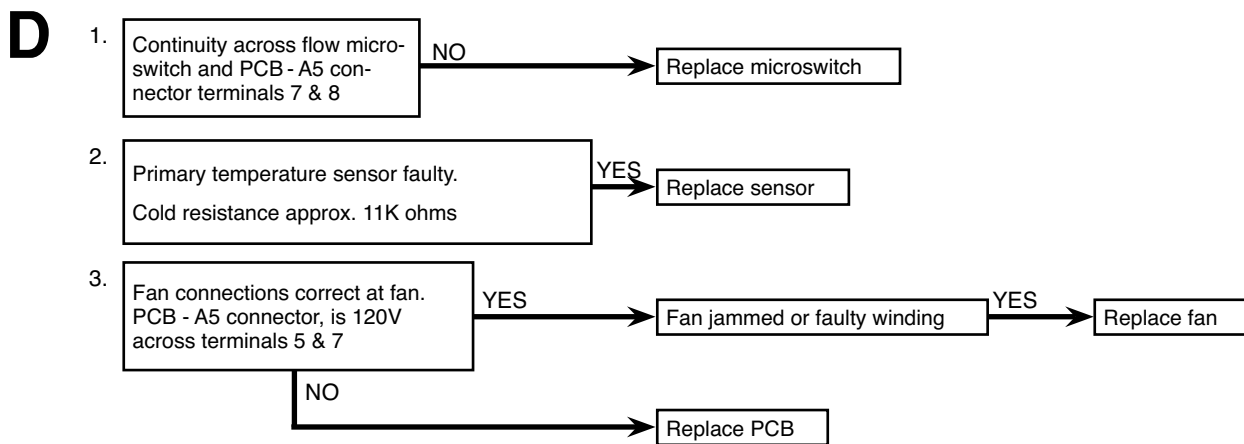 D
1.
Continuity across flow micro-
switch and PCB - A5 con-
nector terminals 7 & 8
NO
Replace microswitch
2.
Primary temperature sensor faulty.
Cold resistance approx. 11K ohms
YES
Replace sensor
3.
Fan connections correct at fan.
PCB - A5 connector, is 120V
across terminals 5 & 7
YES
Fan jammed or faulty winding
YES
Replace fan
NO
Replace PCB